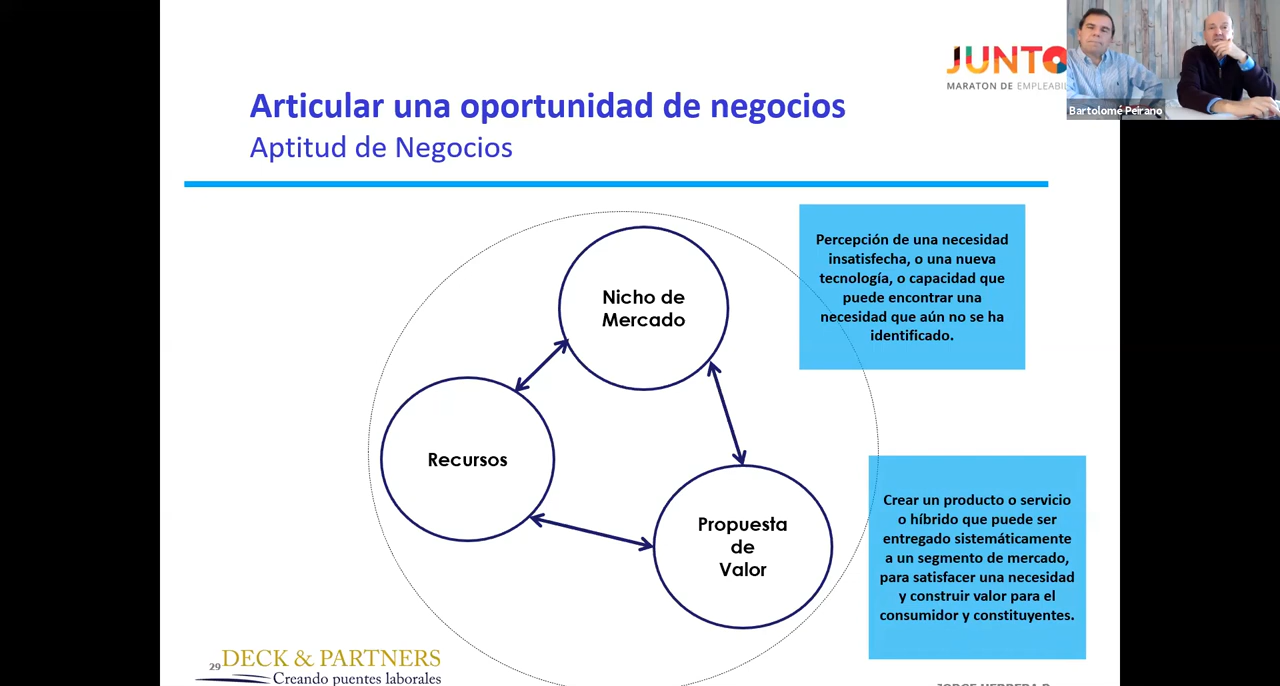 JUNTO
MARATON DE EMPLEABI
Bartolomé Peirano
Articular una oportunidad de negocios
Aptitud de Negocios
Percepción de una necesidad
insatisfecha, o una nueva
tecnología, o capacidad que
puede encontrar una
necesidad que aún no se ha
identificado.
Nicho de
Mercado
Recursos
Propuesta
de
Valor
Crear un producto o servicio
o híbrido que puede ser
entregado sistemáticamente
a un segmento de mercado,
para satisfacer una necesidad
y construir valor para el
consumidor y constituyentes.
29
DECK & PARTNERS
Creando puentes laborales